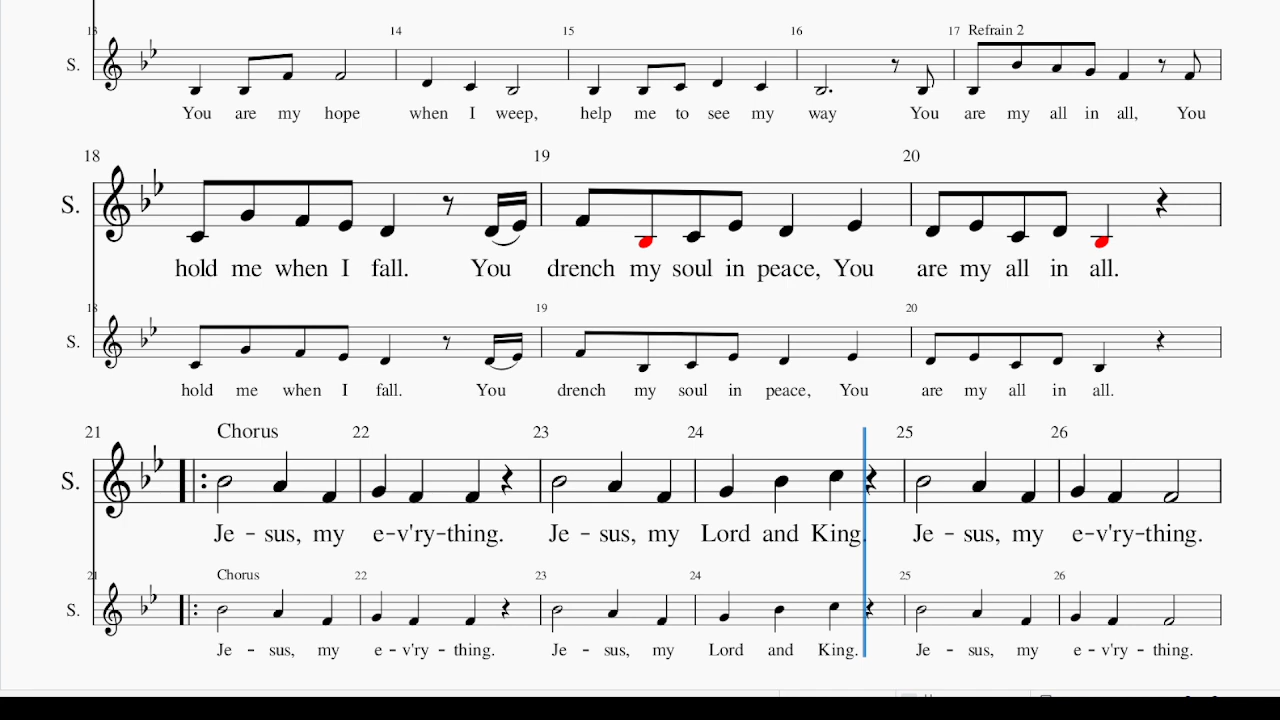 13 14 15 16 17 Refrain 2
S.
You are my hope when I weep, help me to see my way You are my all in all, You
18 19 20
S.
hold me when I fall. You drench my soul in peace, You are my all in all.
18 19 20
S.
hold me when I fall. You drench my soul in peace, You are my all in all.
21 Chorus 22 23 24 25 26
S.
Je - sus, my e-v'ry-thing. Je - sus, my Lord and King. Je - sus, my e-v'ry-thing.
21 Chorus 22 23 24 25 26
S.
Je - sus, my e - v'ry - thing. Je - sus, my Lord and King. Je - sus, my e - v'ry - thing.